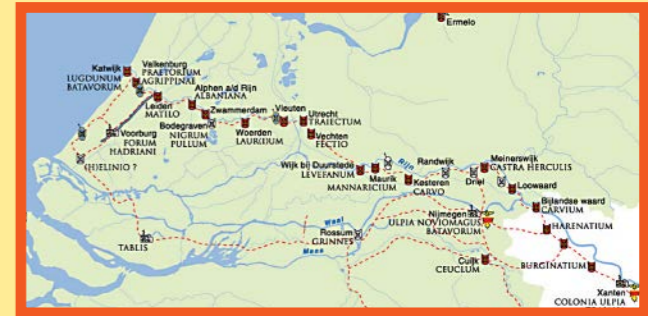 Ermelo
Katwijk
LUGDUNUM
BATAVORUM
Valkenburg
PRAETORIUM
AGRIPPINAE
Leiden
MATILO
Alphen a/d Rijn
ALBANIANA
Zwammerdam
Bodegraven
NIGRUM
PULLUM
Voorburg
FORUM
HADRIANI
(H)ELINIO ?
Woerden
LAURIJUM
Vleuten
Utrecht
TRAIECTUM
Vechten
FECTIO
Wijk bij Duurstede
LEVEFANUM
Maurik
MANNARICIUM
Rijn
Randwijk
Kesteren
CARVO
Driel
Meinerswijk
CASTRA HERCULIS
Loowaard
Bijlandse waard
CARVIUM
HARENATIUM
Nijmegen
ULPIA NOVIOMAGUS
BATAVORUM
Waal
Rossum
GRINNES
Maas
TABLIS
Cuijk
CEUCLUM
BURGINATIUM
Xanten
COLONIA ULPIA